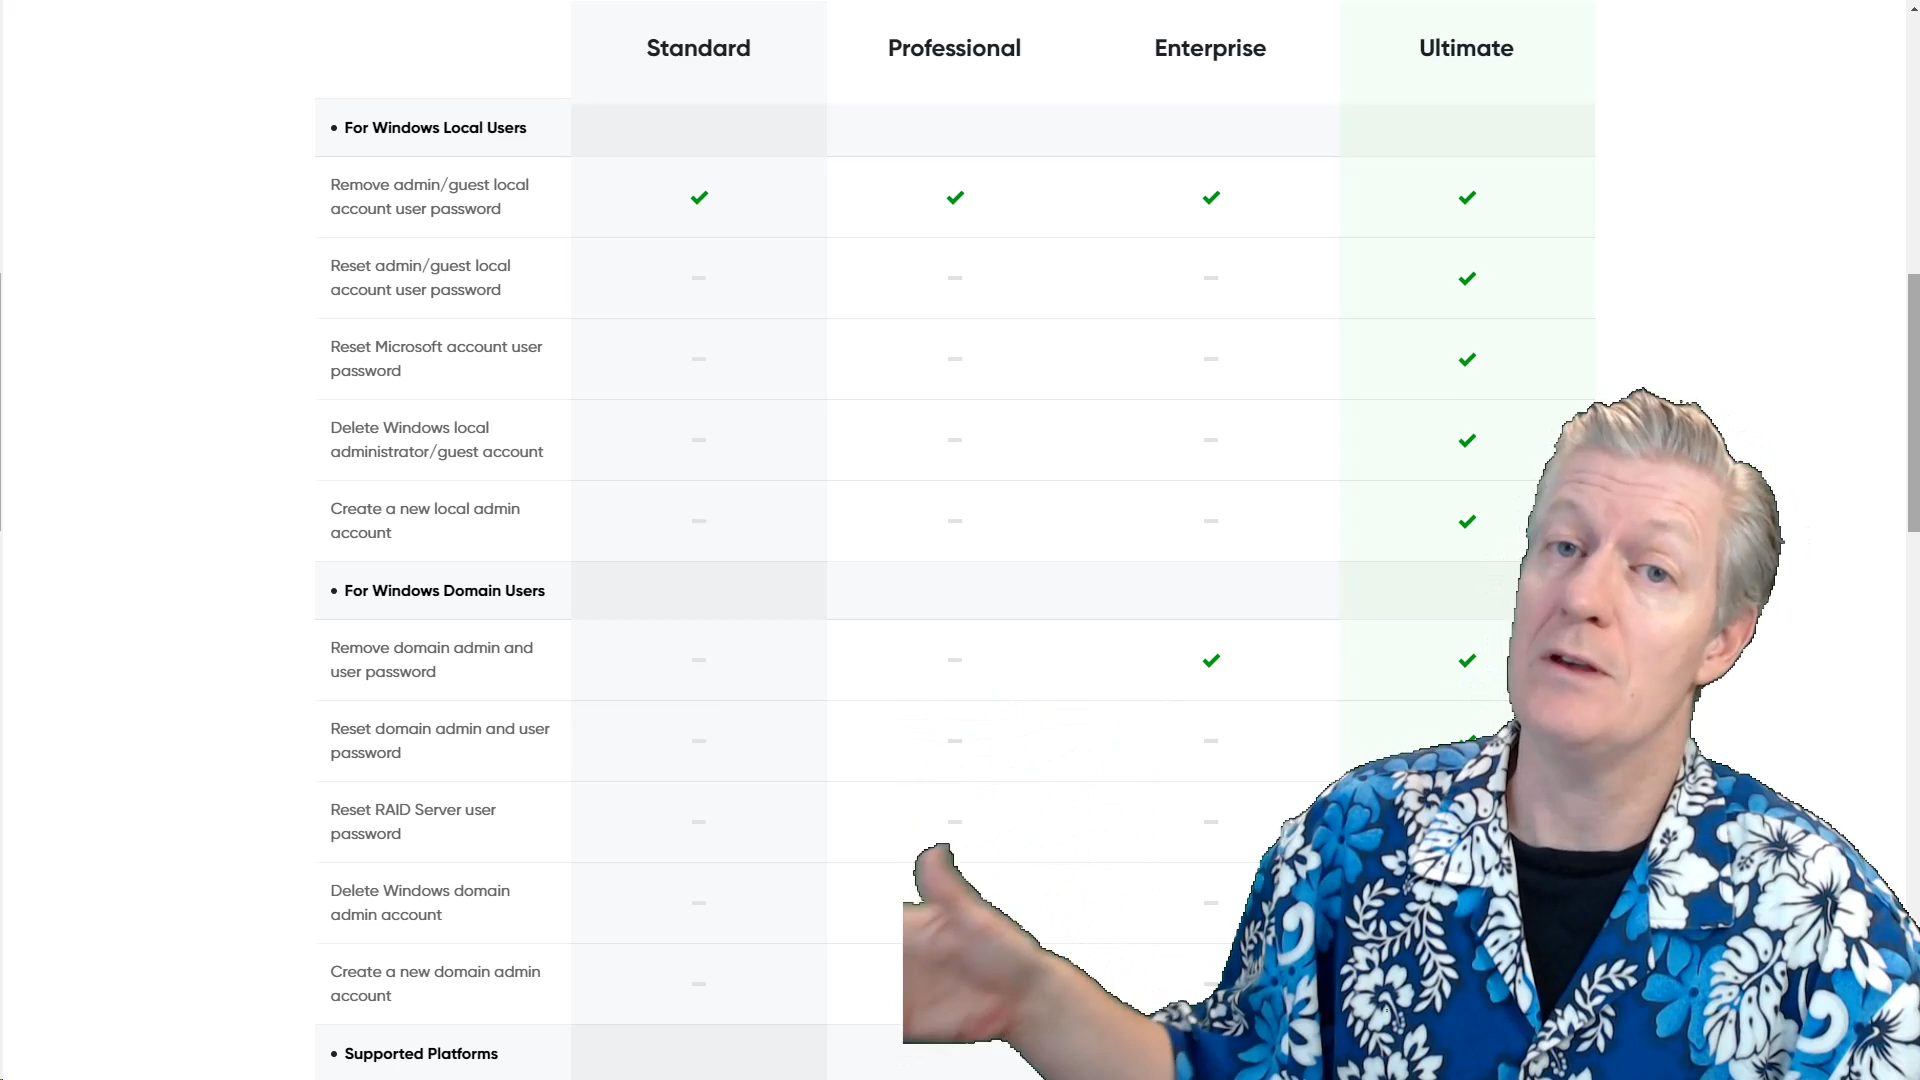 Standard Professional Enterprise Ultimate
• For Windows Local Users
Remove admin/guest local
account user password
Reset admin/guest local
account user password
Reset Microsoft account user
password
Delete Windows local
administrator/guest account
Create a new local admin
account
• For Windows Domain Users
Remove domain admin and
user password
Reset domain admin and user
password
Reset RAID Server user
password
Delete Windows domain
admin account
Create a new domain admin
account
• Supported Platforms